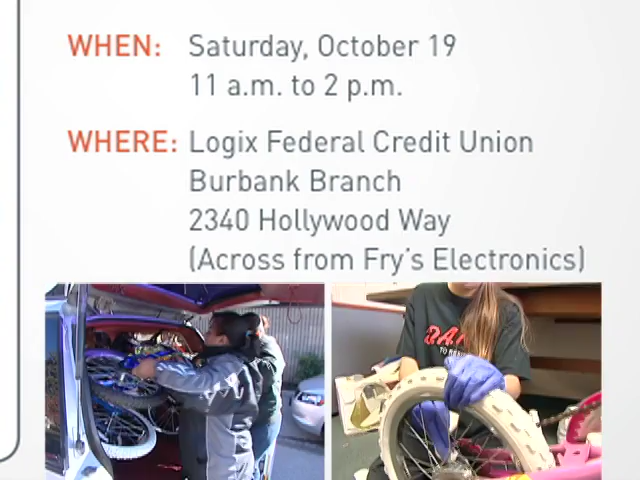 WHEN: Saturday, October 19
11 a.m. to 2 p.m.
WHERE: Logix Federal Credit Union
Burbank Branch
2340 Hollywood Way
(Across from Fry's Electronics)